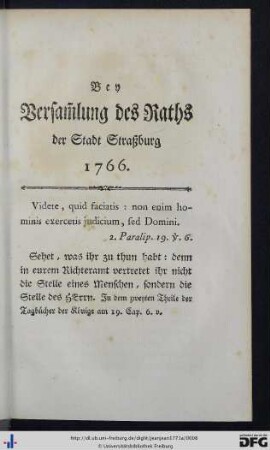 Bey
Versam̃lung des Raths
der Stadt Straßburg
1766.
Videte, quid faciatis: non enim ho-
minis exercetis judicium, sed Domini.
2. Paralip. 19. ℣. 6.
Sehet, was ihr zu thun habt: denn
in eurem Richteramt vertretet ihr nicht
die Stelle eines Menschen, sondern die
Stelle des HErrn. In dem zweyten Theile der
Tagbücher der Könige am 19. Cap. 6. v.
© Universitätsbibliothek Freiburg
DFG